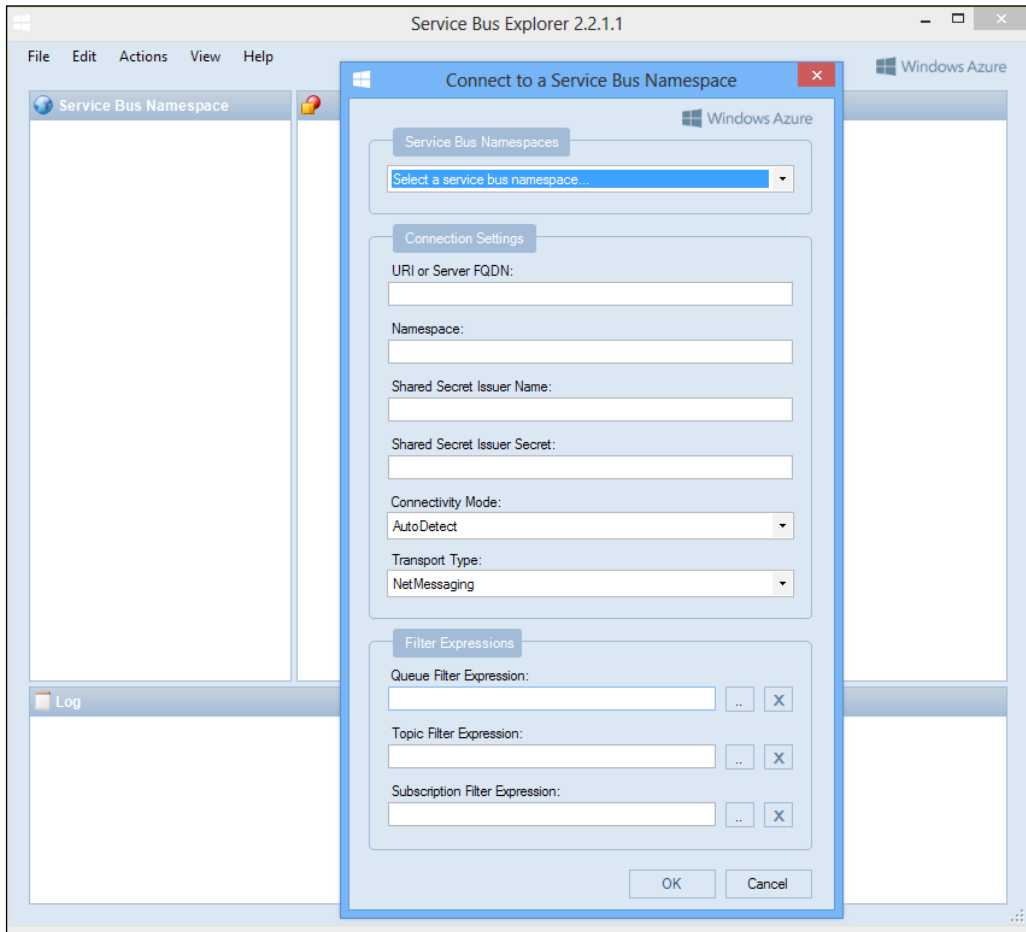 Service Bus Explorer 2.2.1.1
File Edit Actions View Help
Windows Azure
Service Bus Namespace
Connect to a Service Bus Namespace
Windows Azure
Service Bus Namespaces
Select a service bus namespace...
Connection Settings
URI or Server FQDN:
Namespace:
Shared Secret Issuer Name:
Shared Secret Issuer Secret:
Connectivity Mode:
AutoDetect
Transport Type:
NetMessaging
Filter Expressions
Queue Filter Expression:
.. X
Topic Filter Expression:
.. X
Subscription Filter Expression:
.. X
OK Cancel
Log